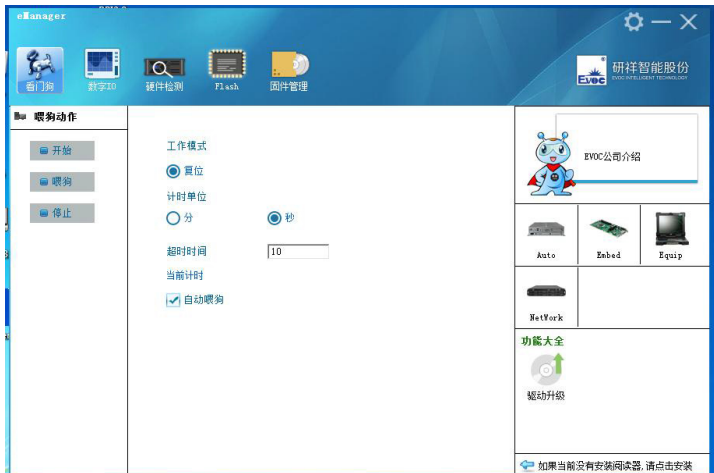 eManager
看门狗
数字IO
硬件检测
Flash
固件管理
Evoc
研祥智能股份
EVOC INTELLIGENT TECHNOLOGY
喂狗动作
开始
喂狗
停止
工作模式
复位
计时单位
分
秒
超时时间
10
当前计时
自动喂狗
EVOC公司介绍
Auto
Embed
Equip
NetWork
功能大全
驱动升级
如果当前没有安装阅读器,请点击安装